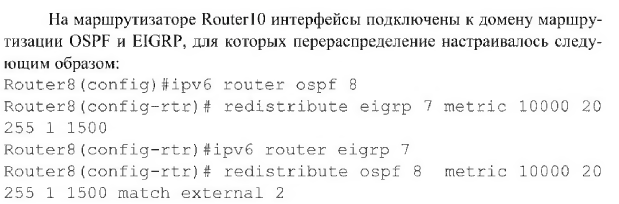 На маршрутизаторе Router10 интерфейсы подключены к домену маршру-
тизации OSPF и EIGRP, для которых перераспределение настраивалось следу-
ющим образом:
Router8(config)#ipv6 router ospf 8
Router8(config-rtr)# redistribute eigrp 7 metric 10000 20
255 1 1500
Router8(config-rtr)#ipv6 router eigrp 7
Router8(config-rtr)# redistribute ospf 8  metric 10000 20
255 1 1500 match external 2